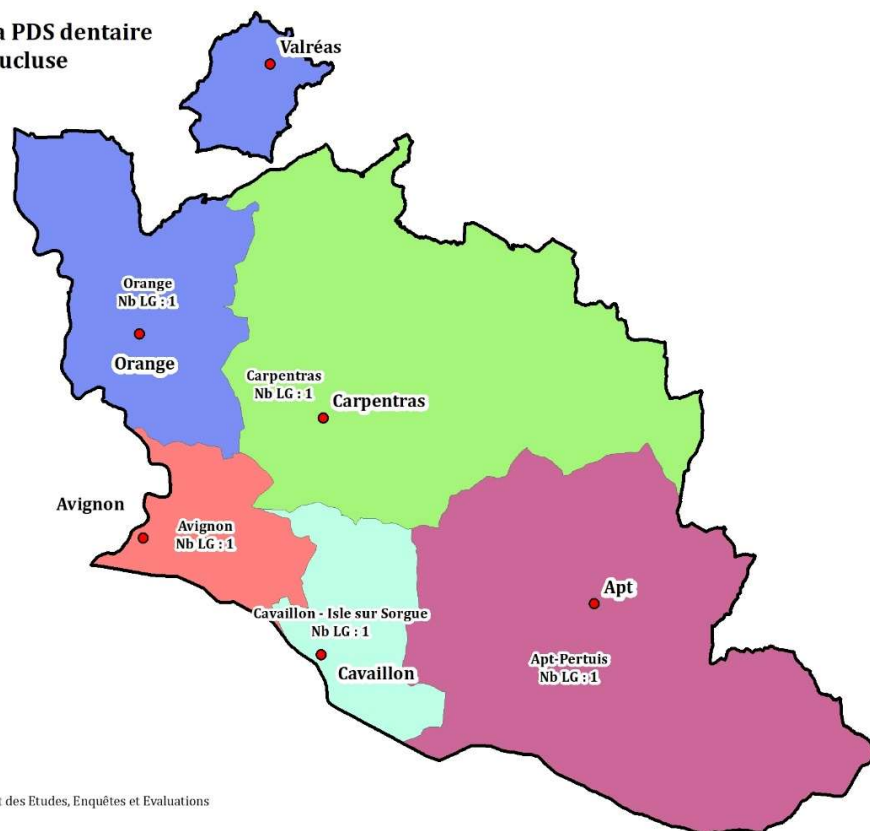 a PDS dentaire
ucluse
Valréas
Orange
Nb LG : 1
Orange
Carpentras
Nb LG : 1
Carpentras
Avignon
Avignon
Nb LG : 1
Apt
Cavaillon - Isle sur Sorgue
Nb LG : 1
Cavaillon
Apt-Pertuis
Nb LG : 1
t des Etudes, Enquêtes et Evaluations